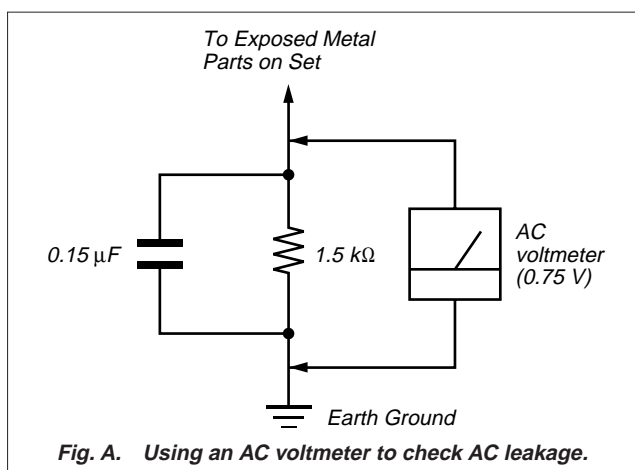 To Exposed Metal
Parts on Set
0.15 µF
1.5 kΩ
AC
voltmeter
(0.75 V)
Earth Ground
Fig. A. Using an AC voltmeter to check AC leakage.